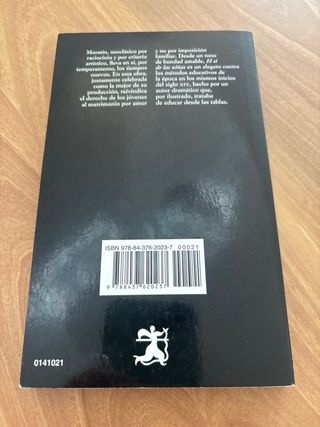 Moratín, neoclásico por
raciocinio y por criterio
artístico, lleva en sí, por
temperamento, los tiempos
nuevos. En esta obra,
justamente celebrada
como la mejor de su
producción, reivindica
el derecho de los jóvenes
al matrimonio por amor
y no por imposición
familiar. Desde un tono
de bondad amable, El sí
de las niñas es un alegato contra
los métodos educativos de
la época en los mismos inicios
del siglo XIX, hecho por un
autor dramático que,
por ilustrado, trataba
de educar desde las tablas.
ISBN 978-84-376-2023-7
00021
9 788437 620237
0141021